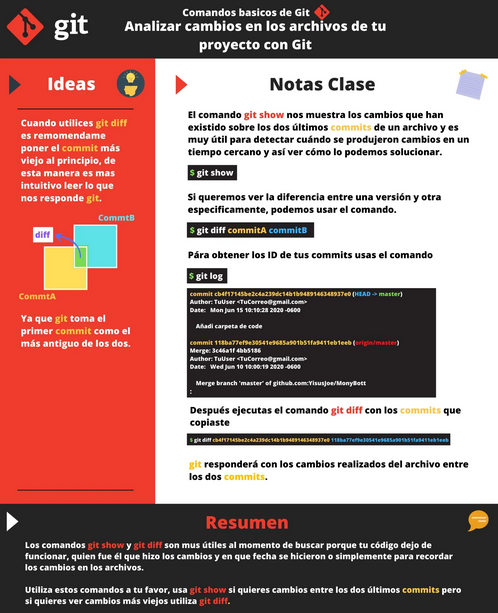 git
Comandos basicos de Git
Analizar cambios en los archivos de tu
proyecto con Git
Ideas
Cuando utilices git diff
es remomendame
poner el commit más
viejo al principio, de
esta manera es mas
intuitivo leer lo que
nos responde git.
CommtB
diff
CommtA
Ya que git toma el
primer commit como el
más antiguo de los dos.
Notas Clase
El comando git show nos muestra los cambios que han
existido sobre los dos últimos commits de un archivo y es
muy útil para detectar cuándo se produjeron cambios en un
tiempo cercano y así ver cómo lo podemos solucionar.
$ git show
Si queremos ver la diferencia entre una versión y otra
especificamente, podemos usar el comando.
$ git diff commitA commitB
Pára obtener los ID de tus commits usas el comando
$ git log
commit cb4f17145be2c4a239dc14b1b9489146348937e0 (HEAD -> master)
Author: TuUser <TuCorreo@gmail.com>
Date: Mon Jun 15 10:10:28 2020 -0600
Añadi carpeta de code
commit 118ba77ef9e30541e9685a901b51fa9411eb1eeb (origin/master)
Merge: 3c46a1f 4bb5186
Author: TuUser <TuCorreo@gmail.com>
Date: Wed Jun 10 10:00:19 2020 -0600
Merge branch 'master' of github.com:YisusJoe/MonyBott
:
Después ejecutas el comando git diff con los commits que
copiaste
$ git diff cb4f17145be2c4a239dc14b1b9489146348937e0 118ba77ef9e30541e9685a901b51fa9411eb1eeb
git responderá con los cambios realizados del archivo entre
los dos commits.
Resumen
Los comandos git show y git diff son mus útiles al momento de buscar porque tu código dejo de
funcionar, quien fue él que hizo los cambios y en que fecha se hicieron o simplemente para recordar
los cambios en los archivos.
Utiliza estos comandos a tu favor, usa git show si quieres cambios entre los dos últimos commits pero
si quieres ver cambios más viejos utiliza git diff.